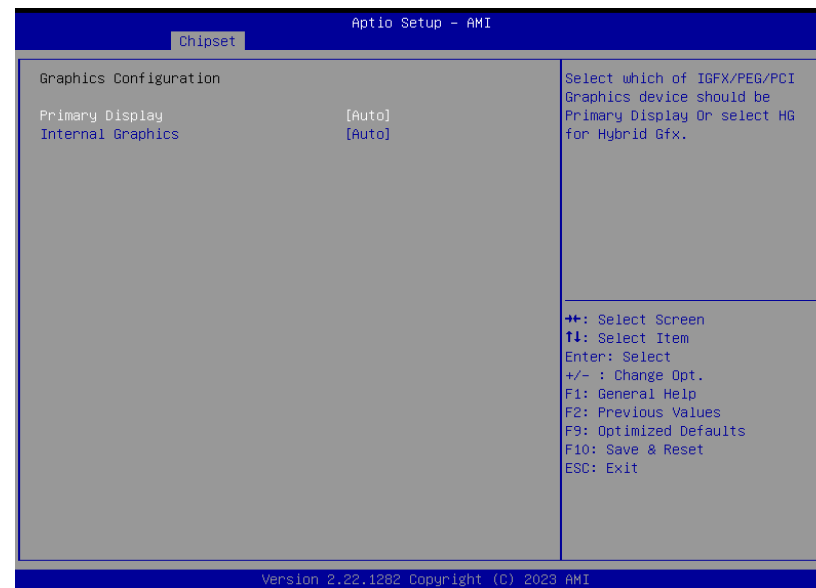 Aptio Setup – AMI
Chipset
Graphics Configuration
Primary Display [Auto]
Internal Graphics [Auto]
Select which of IGFX/PEG/PCI
Graphics device should be
Primary Display Or select HG
for Hybrid Gfx.
→←: Select Screen
↑↓: Select Item
Enter: Select
+/- : Change Opt.
F1: General Help
F2: Previous Values
F9: Optimized Defaults
F10: Save & Reset
ESC: Exit
Version 2.22.1282 Copyright (C) 2023 AMI